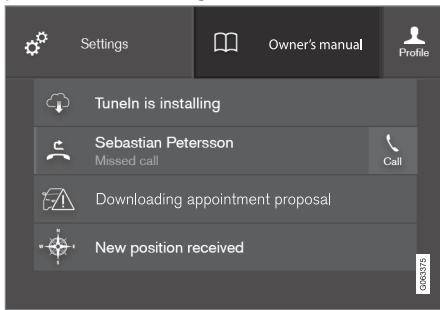 Settings
Owner's manual
Profile
TuneIn is installing
Sebastian Petersson
Missed call
Call
Downloading appointment proposal
N
W E
S
New position received
G063375